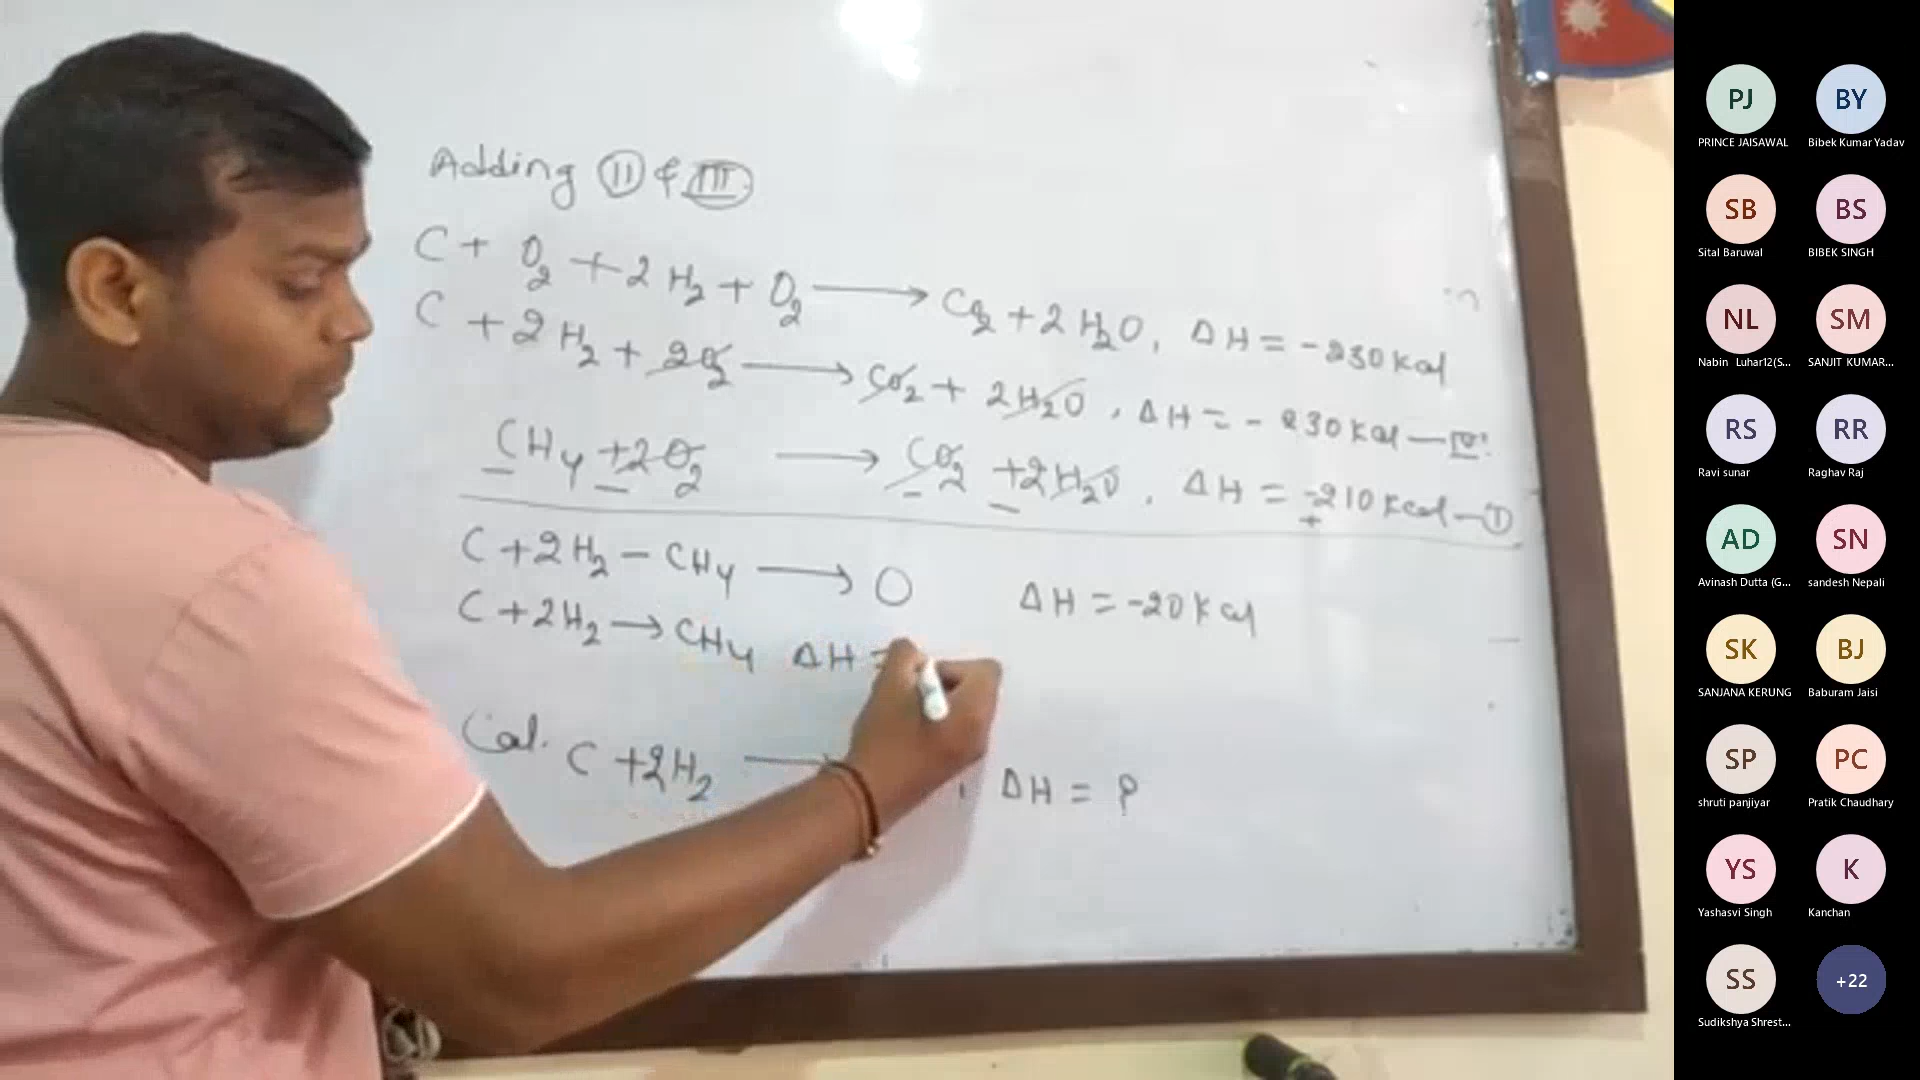 Adding II & III
C + O2 + 2H2 + O2 → CO2 + 2H2O, ΔH = -230 Kcal
C + 2H2 + 2O2 → CO2 + 2H2O, ΔH = -230 Kcal — IV
CH4 + 2O2 → CO2 + 2H2O, ΔH = -210 Kcal — I
- - - - +
C + 2H2 - CH4 → O ΔH = -20 Kcal
C + 2H2 → CH4 ΔH =
Cal. C + 2H2 → , ΔH = ?
PJ BY
PRINCE JAISAWAL Bibek Kumar Yadav
SB BS
Sital Baruwal BIBEK SINGH
NL SM
Nabin Luhar12(S... SANJIT KUMAR...
RS RR
Ravi sunar Raghav Raj
AD SN
Avinash Dutta (G... sandesh Nepali
SK BJ
SANJANA KERUNG Baburam Jaisi
SP PC
shruti panjiyar Pratik Chaudhary
YS K
Yashasvi Singh Kanchan
SS +22
Sudikshya Shrest...